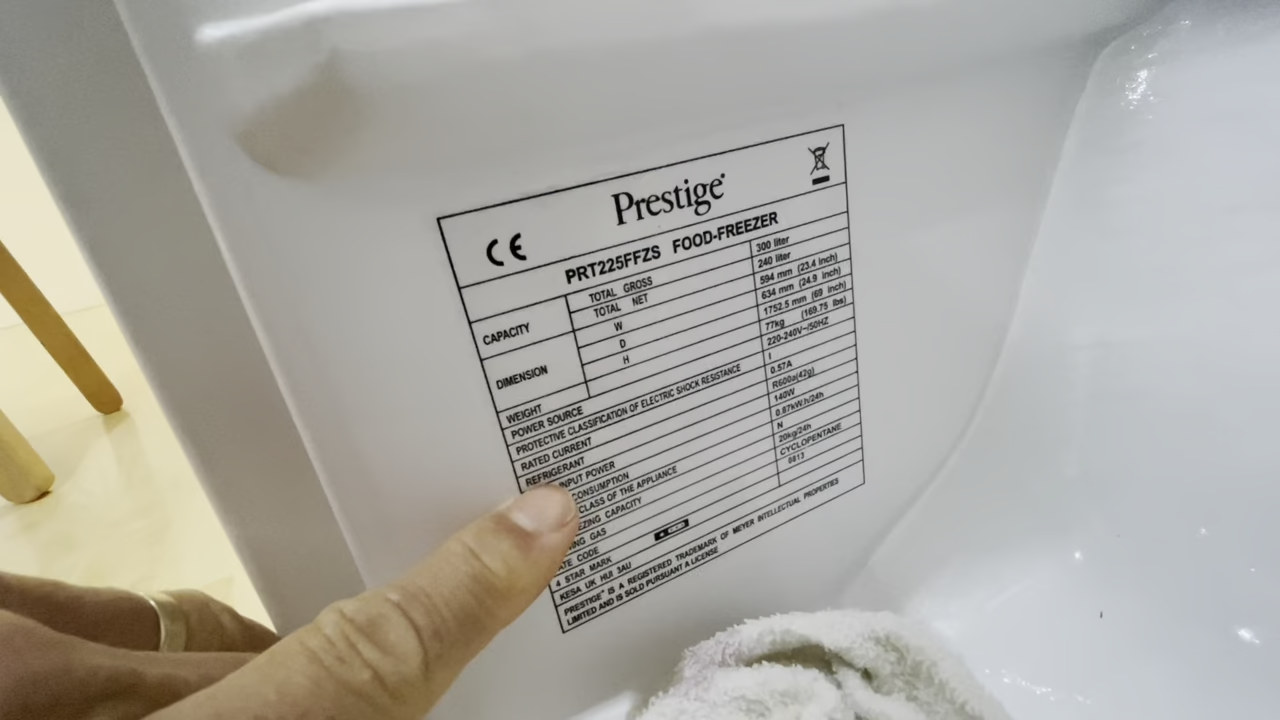 CE
Prestige
PRT225FFZS FOOD-FREEZER
CAPACITY
TOTAL GROSS 300 liter
TOTAL NET 240 liter
DIMENSION
W 594 mm (23.4 inch)
D 634 mm (24.9 inch)
H 1752.5 mm (69 inch)
WEIGHT 77kg (169.75 lbs)
POWER SOURCE 220-240V~/50HZ
PROTECTIVE CLASSIFICATION OF ELECTRIC SHOCK RESISTANCE I
RATED CURRENT 0.57A
REFRIGERANT R600a(42g)
INPUT POWER 140W
CONSUMPTION 0.87kW.h/24h
CLASS OF THE APPLIANCE N
EZING CAPACITY 20kg/24h
GAS CYCLOPENTANE
CODE 0813
4 STAR MARK
KESA UK HUI 3AU
PRESTIGE® IS A REGISTERED TRADEMARK OF MEYER INTELLECTUAL PROPERTIES
LIMITED AND IS SOLD PURSUANT A LICENSE